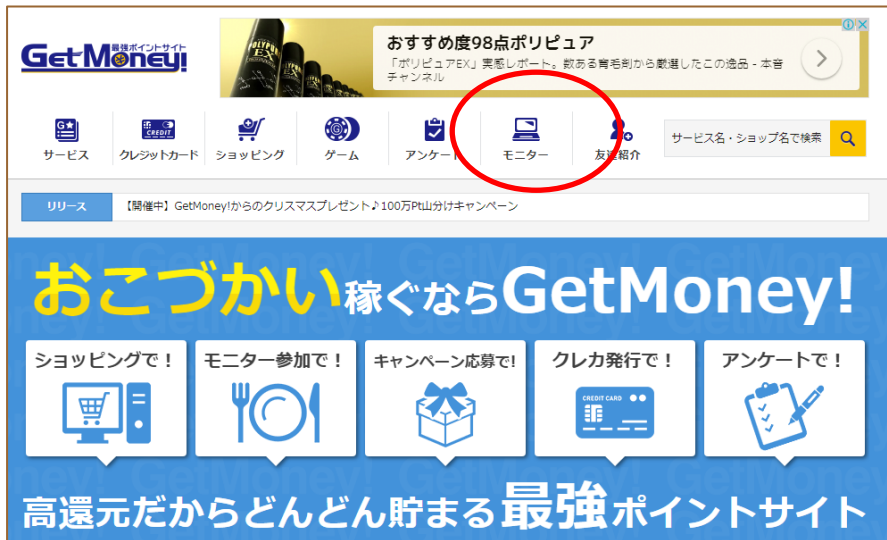 最強ポイントサイト
GetMoney!
おすすめ度98点ポリピュア
「ポリピュアEX」実感レポート。数ある育毛剤から厳選したこの逸品 - 本音
チャンネル
サービス
CREDIT
クレジットカード
ショッピング
ゲーム
アンケート
モニター
友達紹介
サービス名・ショップ名で検索
リリース
【開催中】GetMoney!からのクリスマスプレゼント♪100万Pt山分けキャンペーン
おこづかい稼ぐならGetMoney!
ショッピングで!
モニター参加で!
キャンペーン応募で!
クレカ発行で!
アンケートで!
CREDIT CARD
高還元だからどんどん貯まる最強ポイントサイト